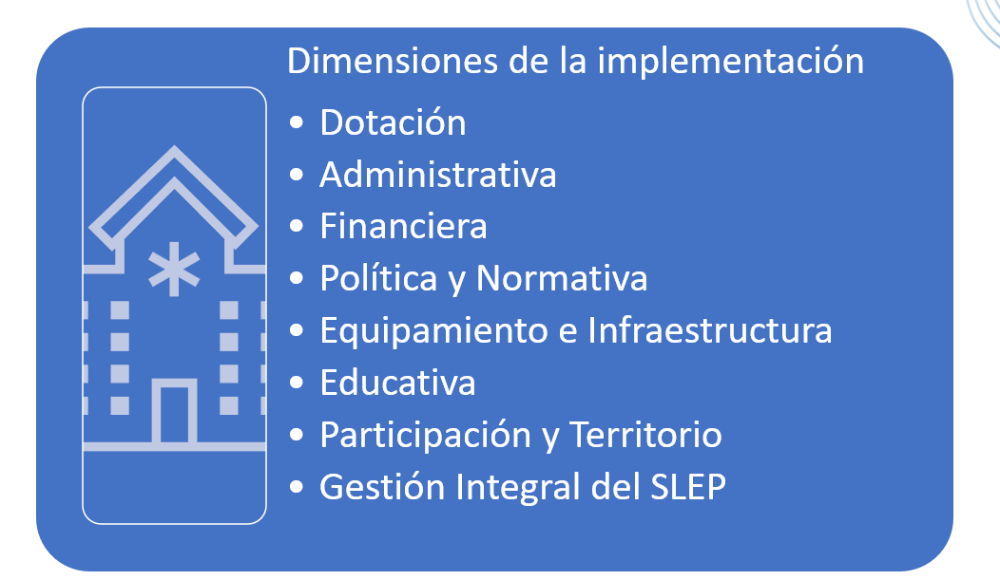 Dimensiones de la implementación
• Dotación
• Administrativa
• Financiera
• Política y Normativa
• Equipamiento e Infraestructura
• Educativa
• Participación y Territorio
• Gestión Integral del SLEP